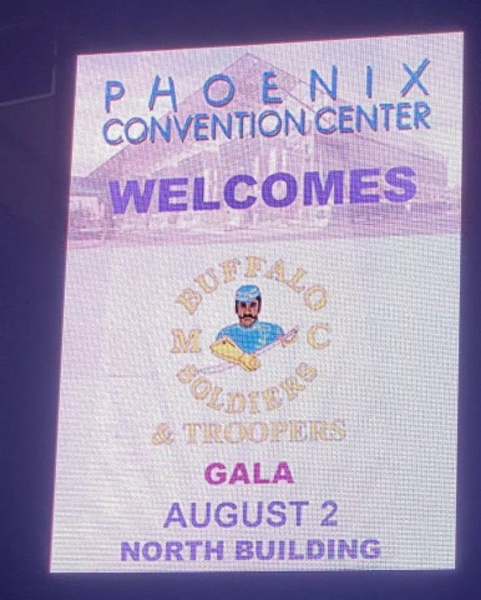 PHOENIX
CONVENTION CENTER
WELCOMES
BUFFALO
M C
SOLDIERS
& TROOPERS
GALA
AUGUST 2
NORTH BUILDING